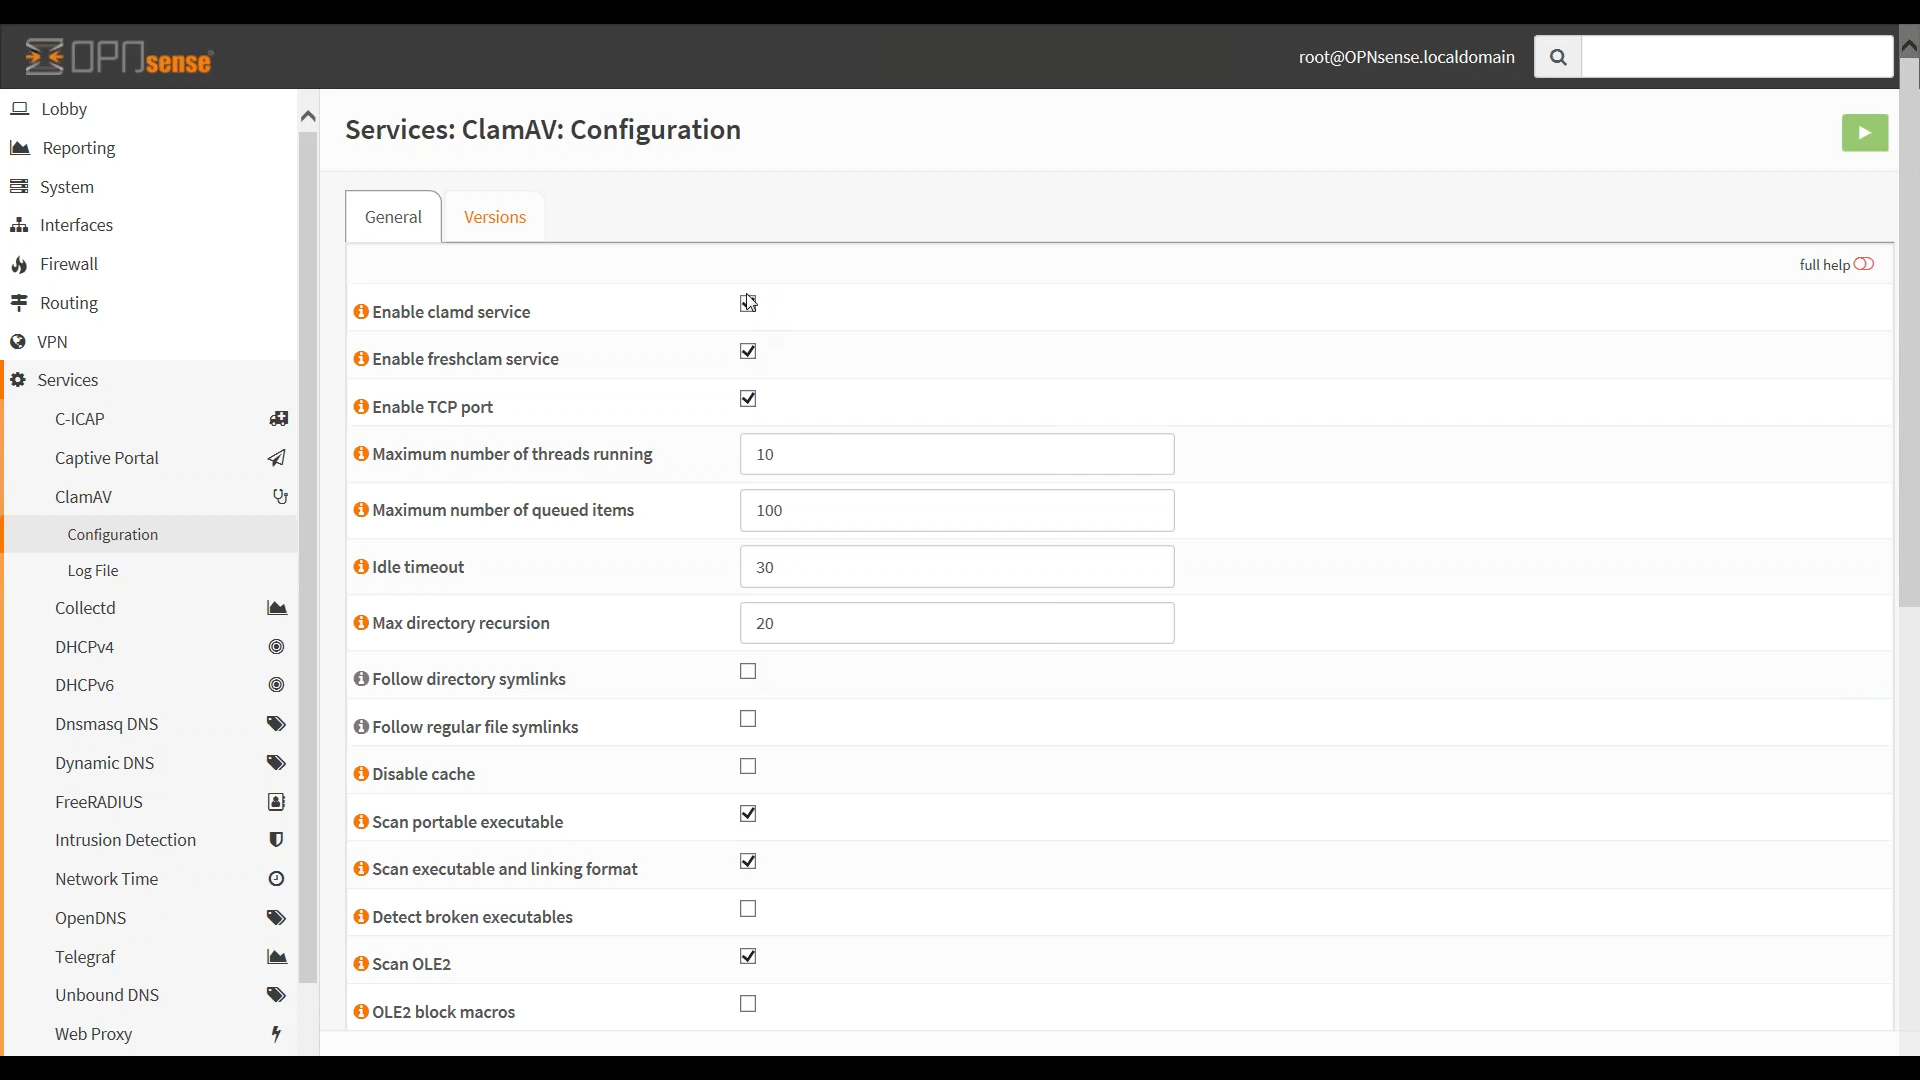 OPNsense
root@OPNsense.localdomain
Lobby
Reporting
System
Interfaces
Firewall
Routing
VPN
Services
C-ICAP
Captive Portal
ClamAV
Configuration
Log File
Collectd
DHCPv4
DHCPv6
Dnsmasq DNS
Dynamic DNS
FreeRADIUS
Intrusion Detection
Network Time
OpenDNS
Telegraf
Unbound DNS
Web Proxy
Services: ClamAV: Configuration
General Versions
full help
Enable clamd service
Enable freshclam service
Enable TCP port
Maximum number of threads running 10
Maximum number of queued items 100
Idle timeout 30
Max directory recursion 20
Follow directory symlinks
Follow regular file symlinks
Disable cache
Scan portable executable
Scan executable and linking format
Detect broken executables
Scan OLE2
OLE2 block macros